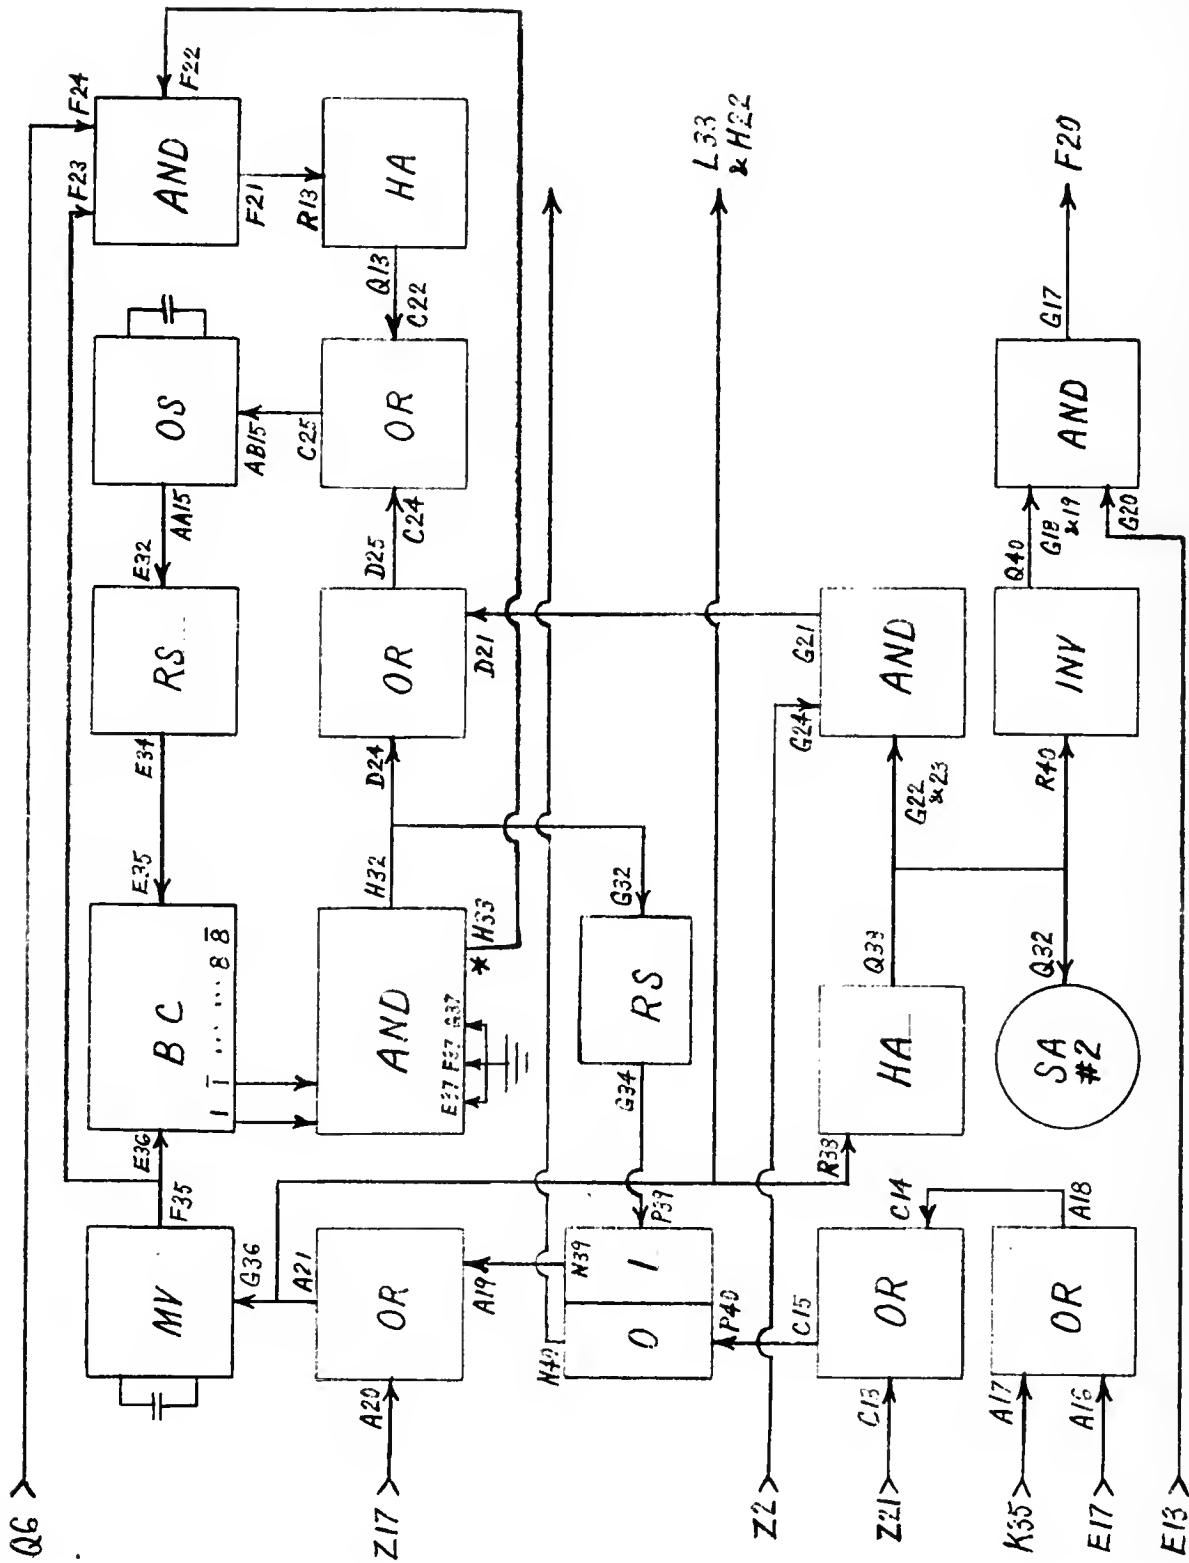 Q6
F23
F24
AND
F22
F21
R13
HA
Q13
C22
OR
C25
AB15
OS
AA15
E32
RS
E34
E35
BC
1 1̅ ... ... 8 8̅
E36
F35
MV
G36
A21
OR
A20
Z17
A19
AND
E37 F37 G37
*
H33
H32
D24
OR
D25
C24
D21
G32
RS
G34
P39
N39
1
0
N40
P40
C15
OR
C13
Z21
C14
A18
OR
A17
K35
A16
E17
E13
Z2
R33
HA
Q33
G22
&23
G24
AND
G21
SA
#2
Q32
R40
INV
Q40
G18
&19
G20
AND
G17
F20
L33
& H22